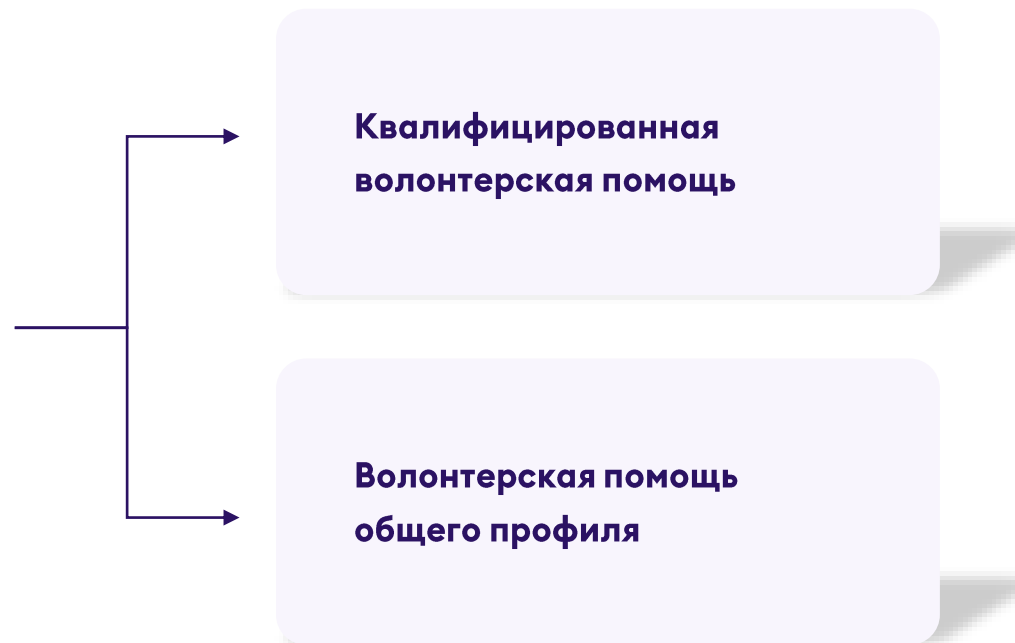 Квалифицированная
волонтерская помощь
Волонтерская помощь
общего профиля